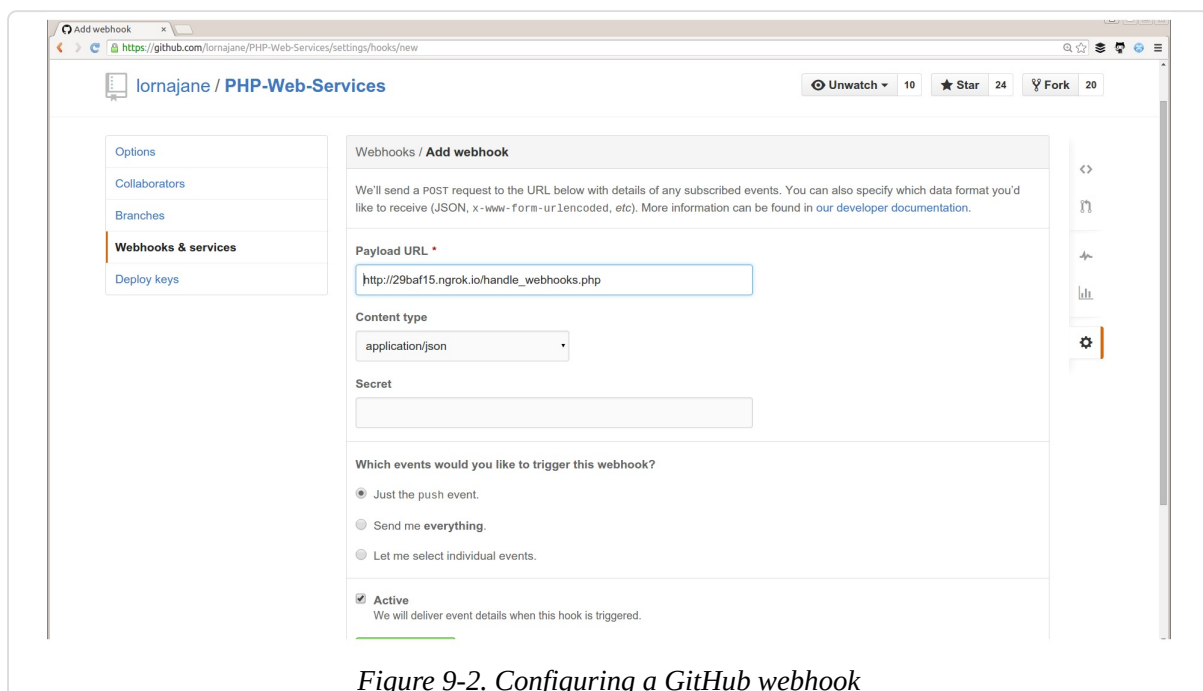 Add webhook
https://github.com/lornajane/PHP-Web-Services/settings/hooks/new
lornajane / PHP-Web-Services
Unwatch 10 Star 24 Fork 20
Options
Collaborators
Branches
Webhooks & services
Deploy keys
Webhooks / Add webhook
We'll send a POST request to the URL below with details of any subscribed events. You can also specify which data format you'd
like to receive (JSON, x-www-form-urlencoded, etc). More information can be found in our developer documentation.
Payload URL *
http://29baf15.ngrok.io/handle_webhooks.php
Content type
application/json
Secret
Which events would you like to trigger this webhook?
Just the push event.
Send me everything.
Let me select individual events.
Active
We will deliver event details when this hook is triggered.
Figure 9-2. Configuring a GitHub webhook